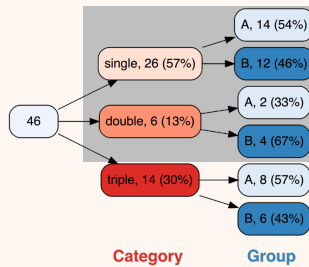 A, 14 (54%)
single, 26 (57%)
B, 12 (46%)
A, 2 (33%)
46
double, 6 (13%)
B, 4 (67%)
triple, 14 (30%)
A, 8 (57%)
B, 6 (43%)
Category
Group